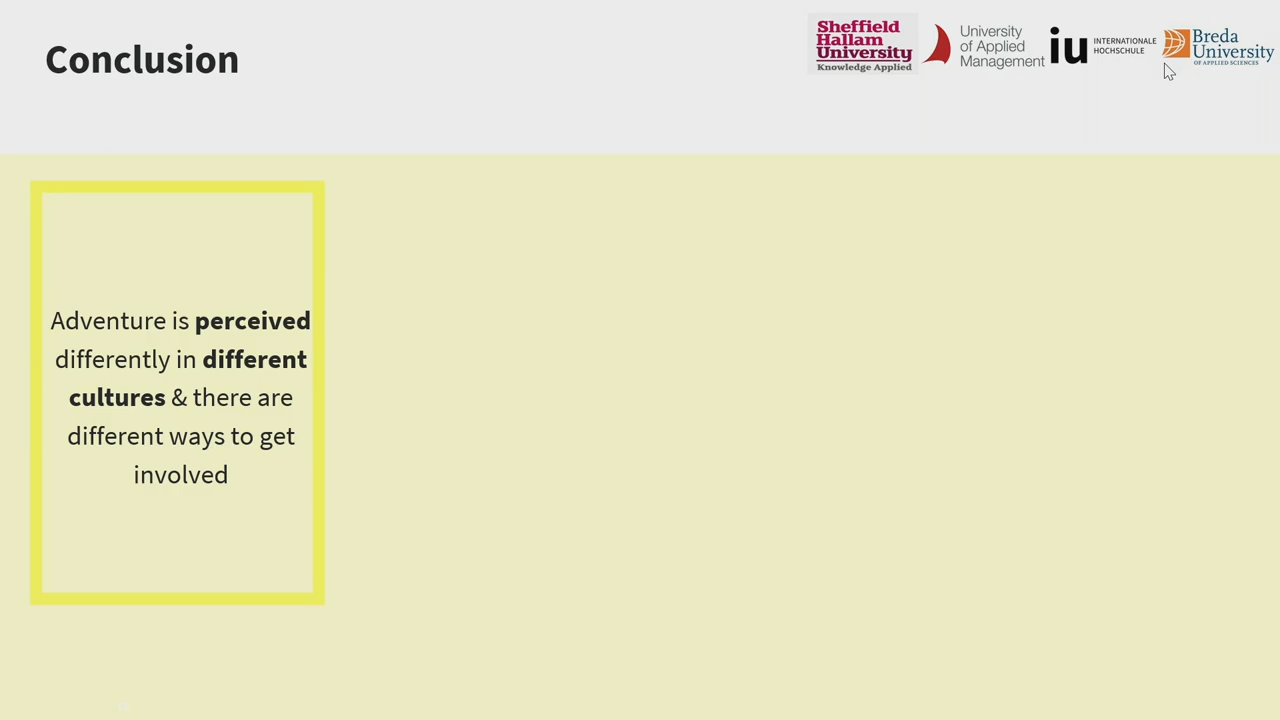 Conclusion
Sheffield
Hallam
University
Knowledge Applied
University
of Applied
Management
iu
INTERNATIONALE
HOCHSCHULE
Breda
University
OF APPLIED SCIENCES
Adventure is perceived
differently in different
cultures & there are
different ways to get
involved